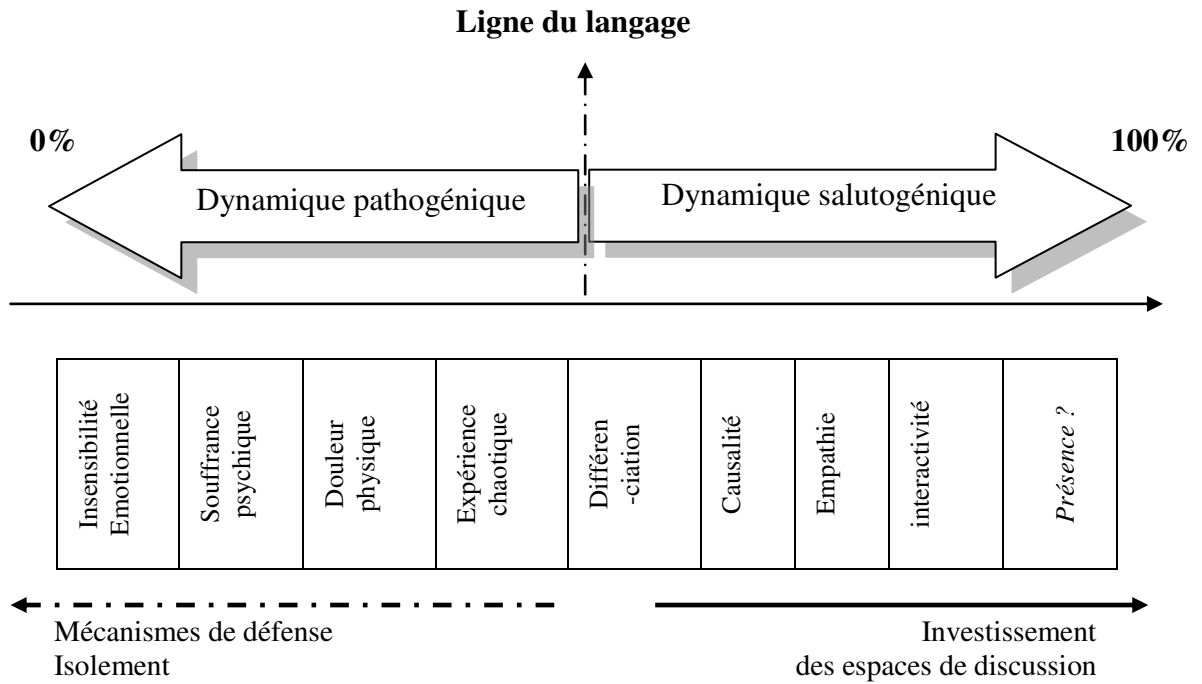 Ligne du langage
0%
100%
Dynamique pathogénique
Dynamique salutogénique
Insensibilité
Emotionnelle
Souffrance
psychique
Douleur
physique
Expérience
chaotique
Différen
-ciation
Causalité
Empathie
interactivité
Présence ?
Mécanismes de défense
Isolement
Investissement
des espaces de discussion